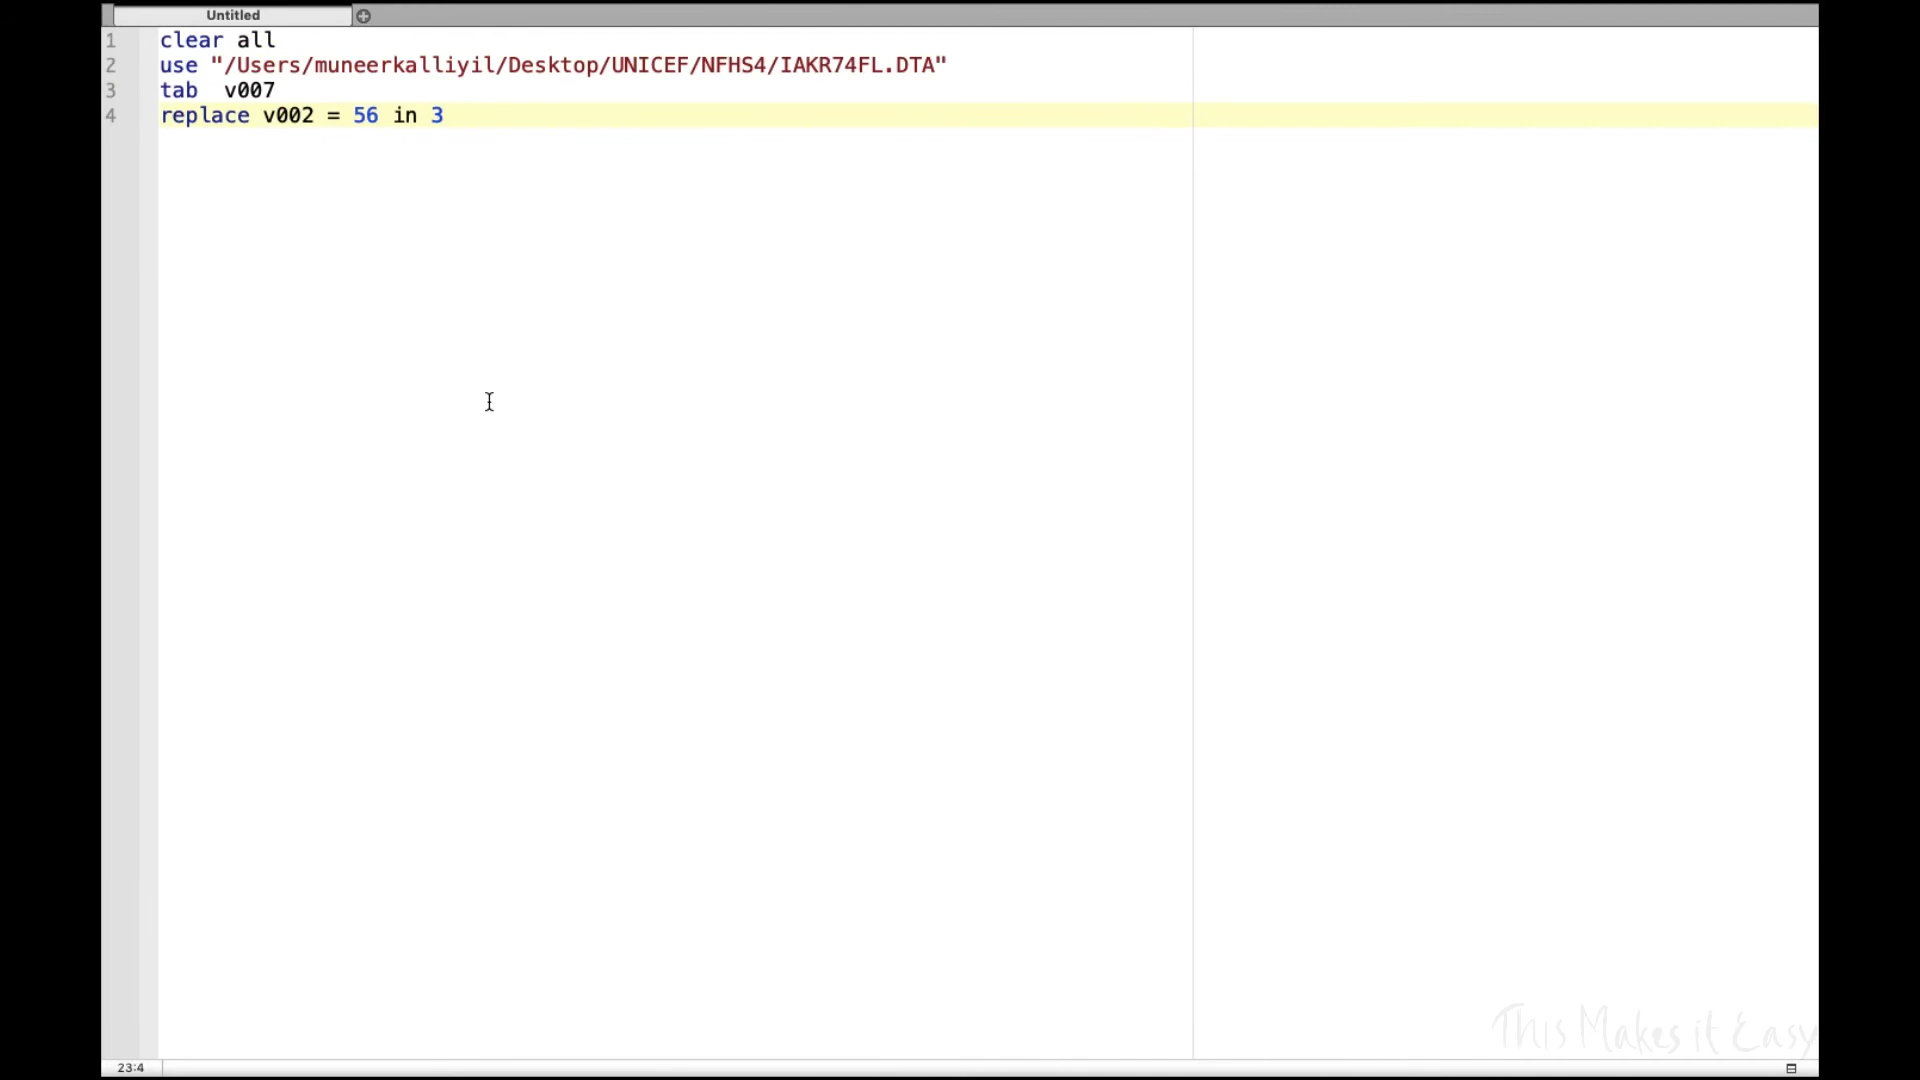 Untitled
1 clear all
2 use "/Users/muneerkalliyil/Desktop/UNICEF/NFHS4/IAKR74FL.DTA"
3 tab  v007
4 replace v002 = 56 in 3
This Makes it Easy
23:4